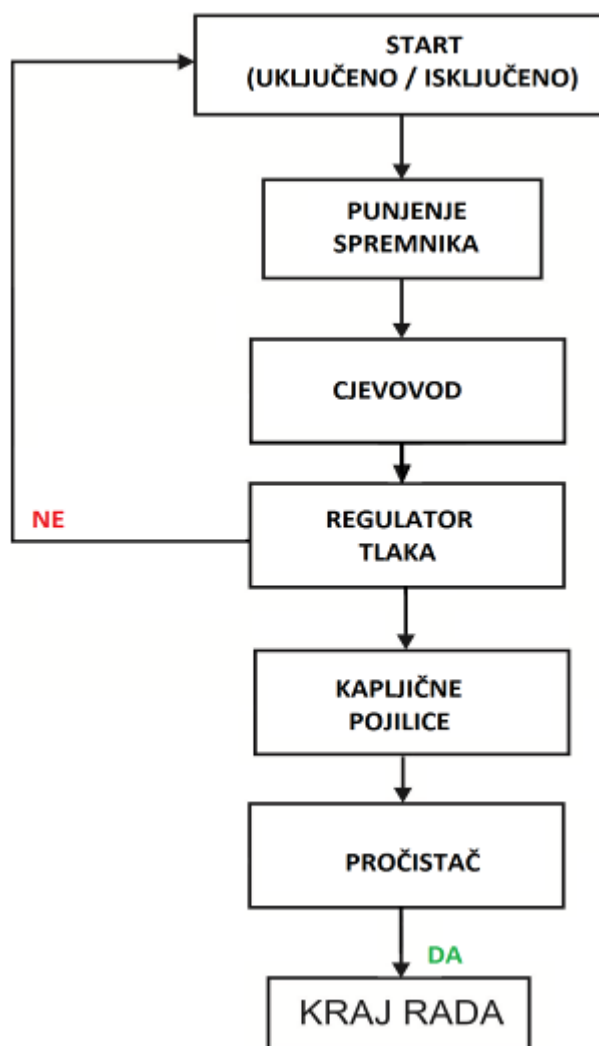 START
(UKLJUČENO / ISKLJUČENO)
PUNJENJE
SPREMNIKA
CJEVOVOD
NE
REGULATOR
TLAKA
KAPLJIČNE
POJILICE
PROČISTAČ
DA
KRAJ RADA